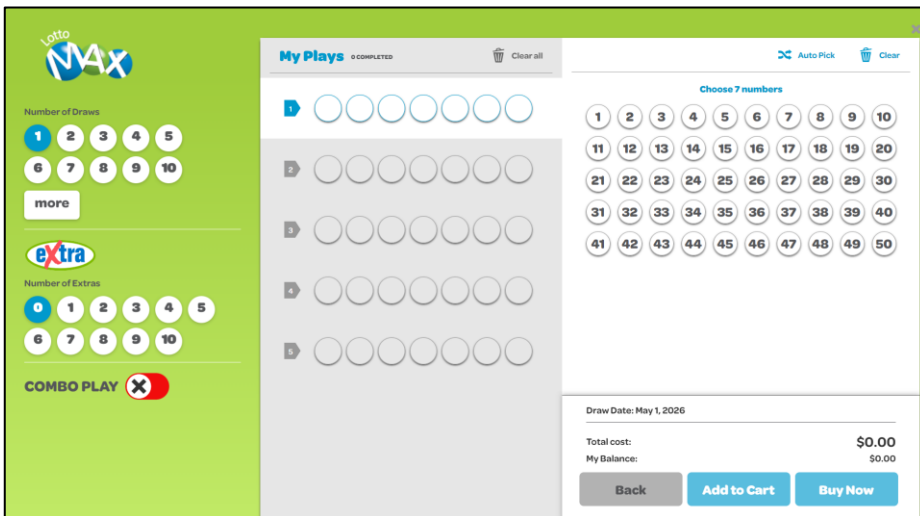 Lotto
MAX
Number of Draws
1 2 3 4 5
6 7 8 9 10
more
eXtra
Number of Extras
0 1 2 3 4 5
6 7 8 9 10
COMBO PLAY
My Plays 0 COMPLETED Clear all
1
2
3
4
5
Auto Pick Clear
Choose 7 numbers
1 2 3 4 5 6 7 8 9 10
11 12 13 14 15 16 17 18 19 20
21 22 23 24 25 26 27 28 29 30
31 32 33 34 35 36 37 38 39 40
41 42 43 44 45 46 47 48 49 50
Draw Date: May 1, 2026
Total cost: $0.00
My Balance: $0.00
Back Add to Cart Buy Now